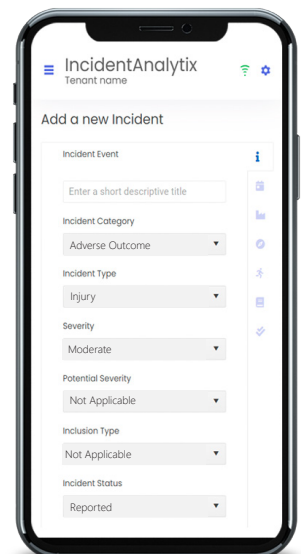 IncidentAnalytix
Tenant name
Add a new Incident
Incident Event
Enter a short descriptive title
Incident Category
Adverse Outcome
Incident Type
Injury
Severity
Moderate
Potential Severity
Not Applicable
Inclusion Type
Not Applicable
Incident Status
Reported